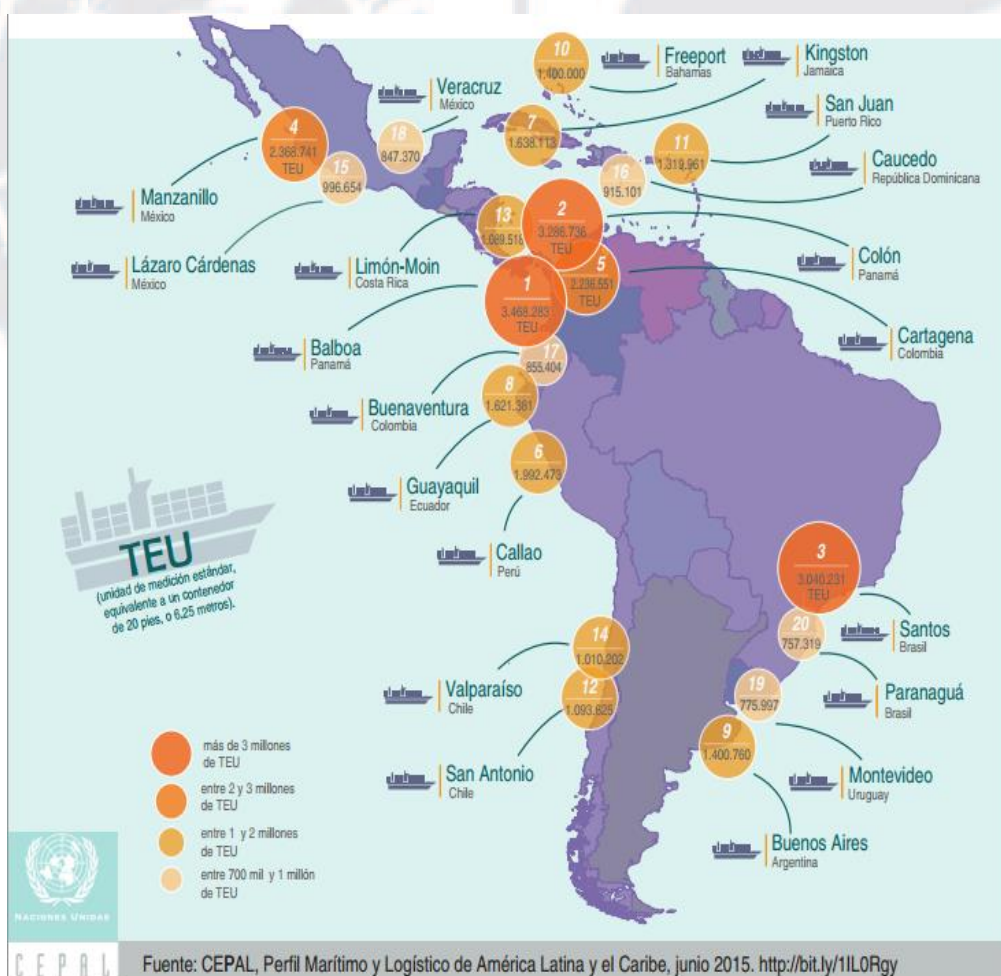 10
1.400.000
Freeport
Bahamas
Kingston
Jamaica
Veracruz
México
San Juan
Puerto Rico
4
2.368.741
TEU
18
847.370
7
1.638.113
11
1.319.961
Caucedo
República Dominicana
15
996.654
16
915.101
Manzanillo
México
13
1.089.518
2
3.286.736
TEU
Colón
Panamá
Lázaro Cárdenas
México
Limón-Moin
Costa Rica
5
2.236.551
TEU
1
3.468.283
TEU
Balboa
Panamá
Cartagena
Colombia
17
855.404
Buenaventura
Colombia
8
1.621.381
Guayaquil
Ecuador
6
1.992.473
TEU
(unidad de medición estándar,
equivalente a un contenedor
de 20 pies, o 6,25 metros).
Callao
Perú
3
3.040.231
TEU
Santos
Brasil
14
1.010.202
20
757.319
Valparaíso
Chile
12
1.093.625
19
775.997
Paranaguá
Brasil
9
1.400.760
San Antonio
Chile
Montevideo
Uruguay
Buenos Aires
Argentina
más de 3 millones
de TEU
entre 2 y 3 millones
de TEU
entre 1 y 2 millones
de TEU
entre 700 mil y 1 millón
de TEU
NACIONES UNIDAS
CEPAL
Fuente: CEPAL, Perfil Marítimo y Logístico de América Latina y el Caribe, junio 2015. http://bit.ly/1IL0Rgy